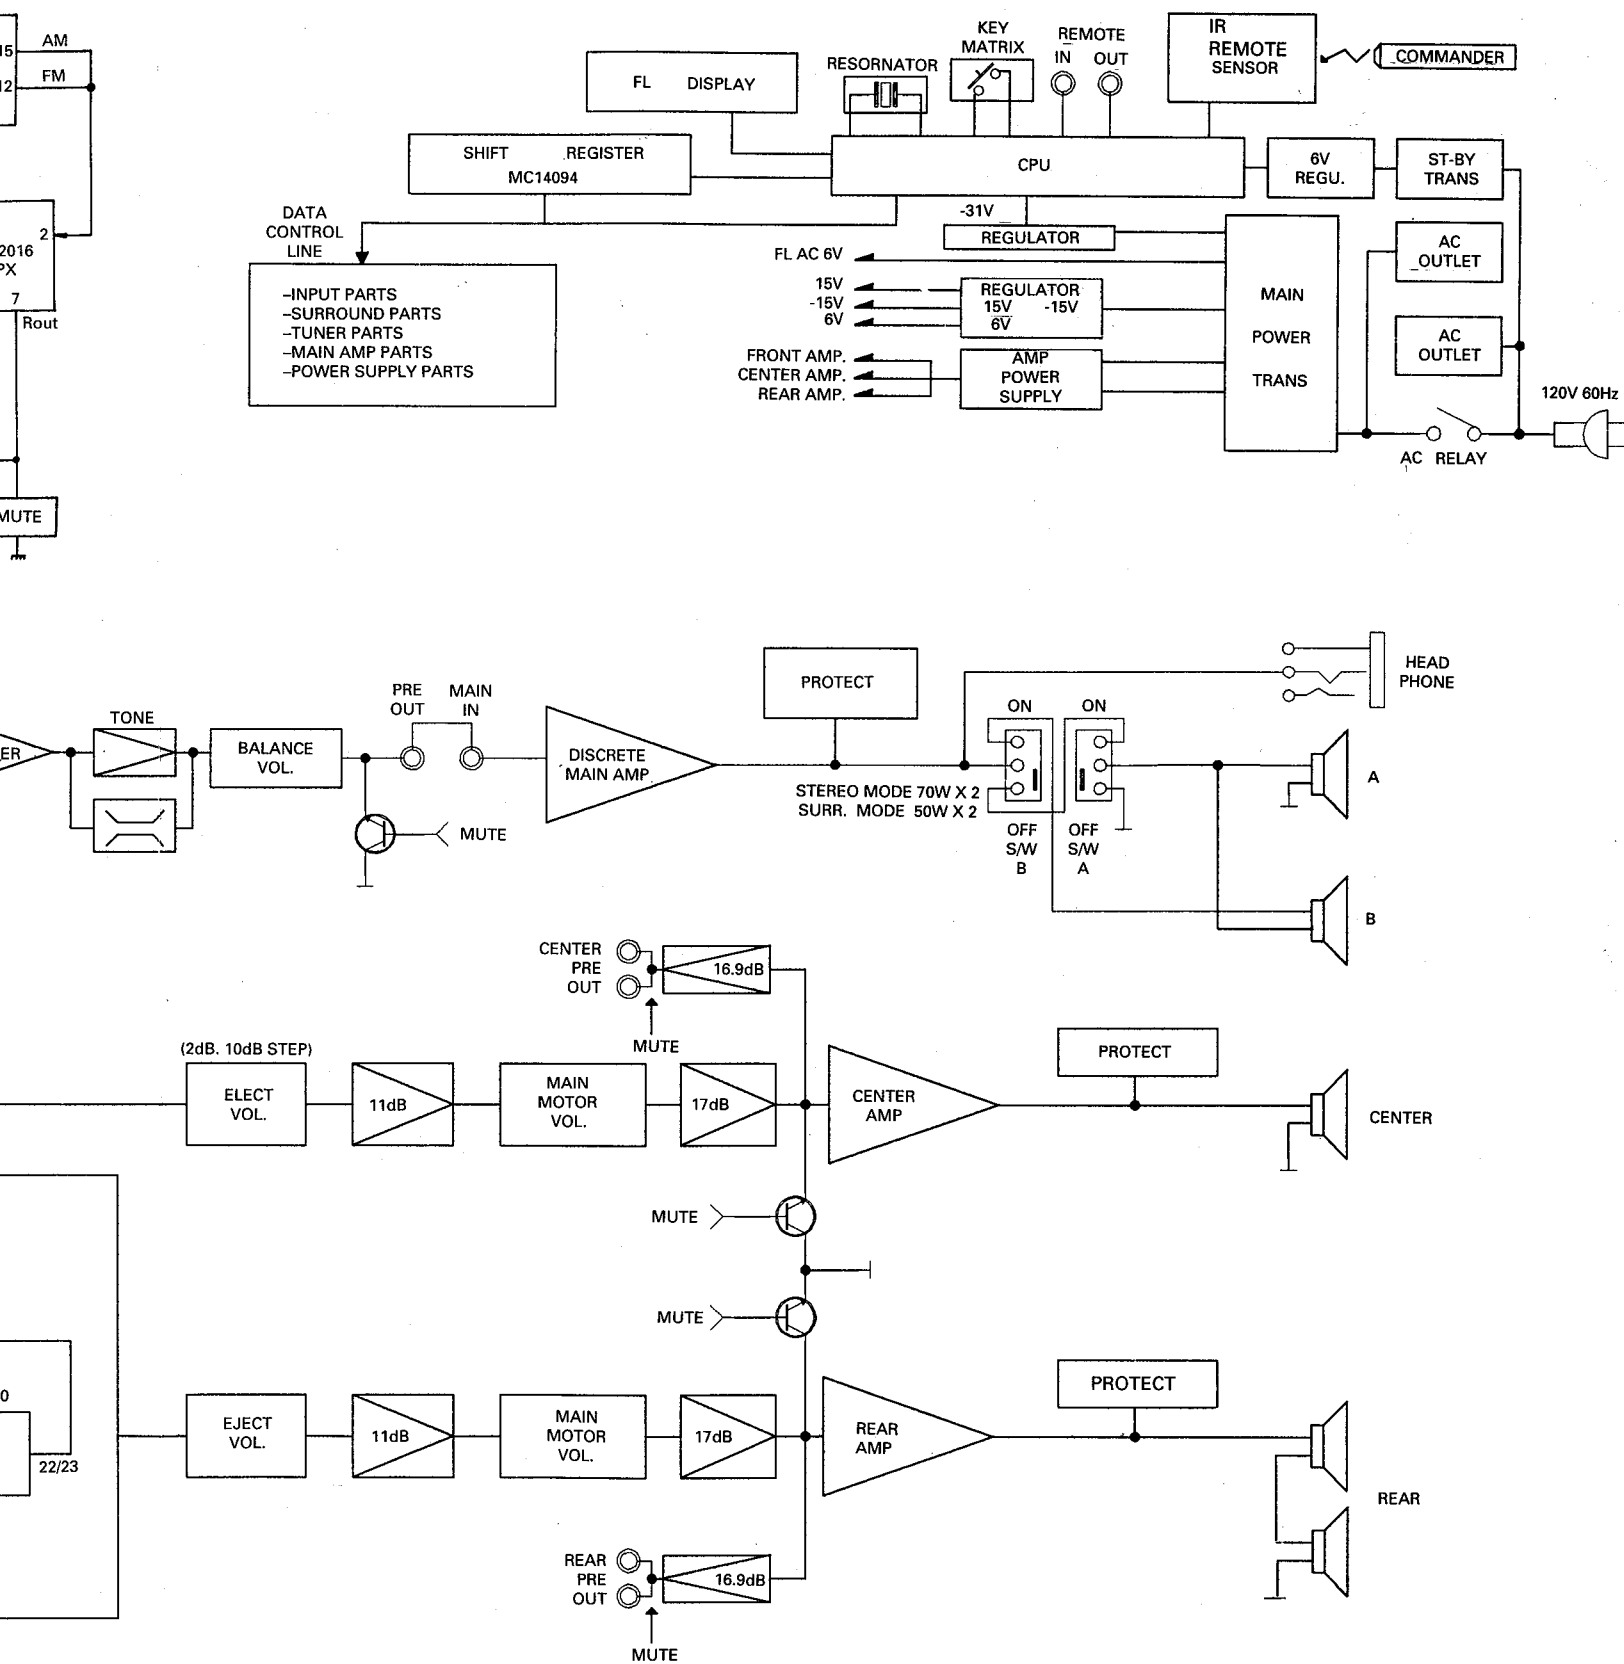 15
AM
12
FM
2
2016
PX
7
Rout
MUTE
FL DISPLAY
RESORNATOR
KEY
MATRIX
REMOTE
IN OUT
IR
REMOTE
SENSOR
COMMANDER
SHIFT REGISTER
MC14094
CPU
6V
REGU.
ST-BY
TRANS
DATA
CONTROL
LINE
-31V
REGULATOR
FL AC 6V
15V
-15V
6V
REGULATOR
15V -15V
6V
FRONT AMP.
CENTER AMP.
REAR AMP.
AMP
POWER
SUPPLY
MAIN
POWER
TRANS
AC
OUTLET
AC
OUTLET
120V 60Hz
AC RELAY
–INPUT PARTS
–SURROUND PARTS
–TUNER PARTS
–MAIN AMP PARTS
–POWER SUPPLY PARTS
ER
TONE
BALANCE
VOL.
PRE
OUT
MAIN
IN
MUTE
DISCRETE
MAIN AMP
PROTECT
STEREO MODE 70W X 2
SURR. MODE 50W X 2
ON
ON
OFF
S/W
B
OFF
S/W
A
HEAD
PHONE
A
B
CENTER
PRE
OUT
16.9dB
MUTE
(2dB. 10dB STEP)
ELECT
VOL.
11dB
MAIN
MOTOR
VOL.
17dB
CENTER
AMP
PROTECT
CENTER
MUTE
MUTE
0
22/23
EJECT
VOL.
11dB
MAIN
MOTOR
VOL.
17dB
REAR
AMP
PROTECT
REAR
REAR
PRE
OUT
16.9dB
MUTE